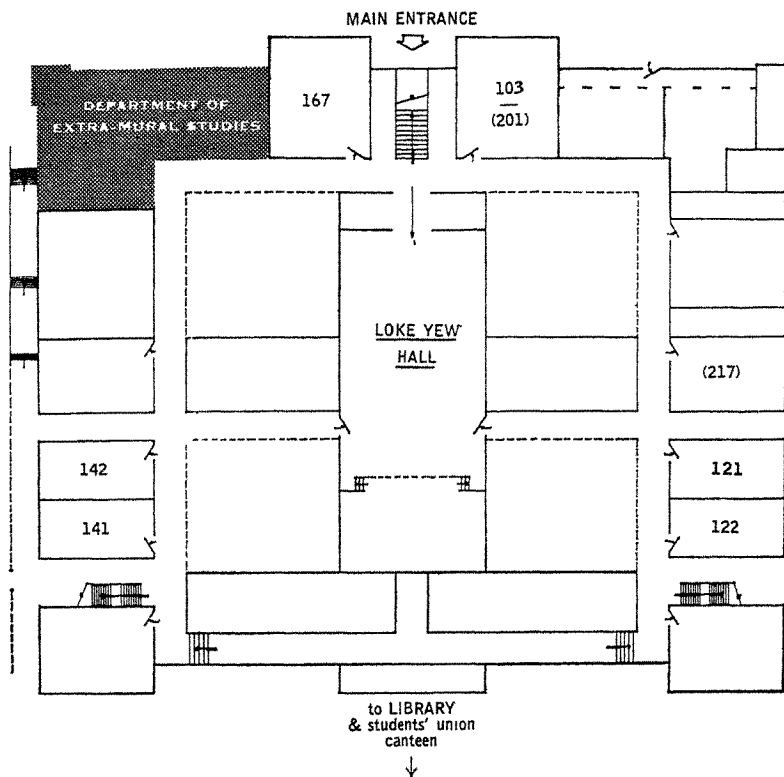 MAIN ENTRANCE
DEPARTMENT OF
EXTRA-MURAL STUDIES
167
103
(201)
LOKE YEW
HALL
(217)
142
121
141
122
to LIBRARY
& students' union
canteen